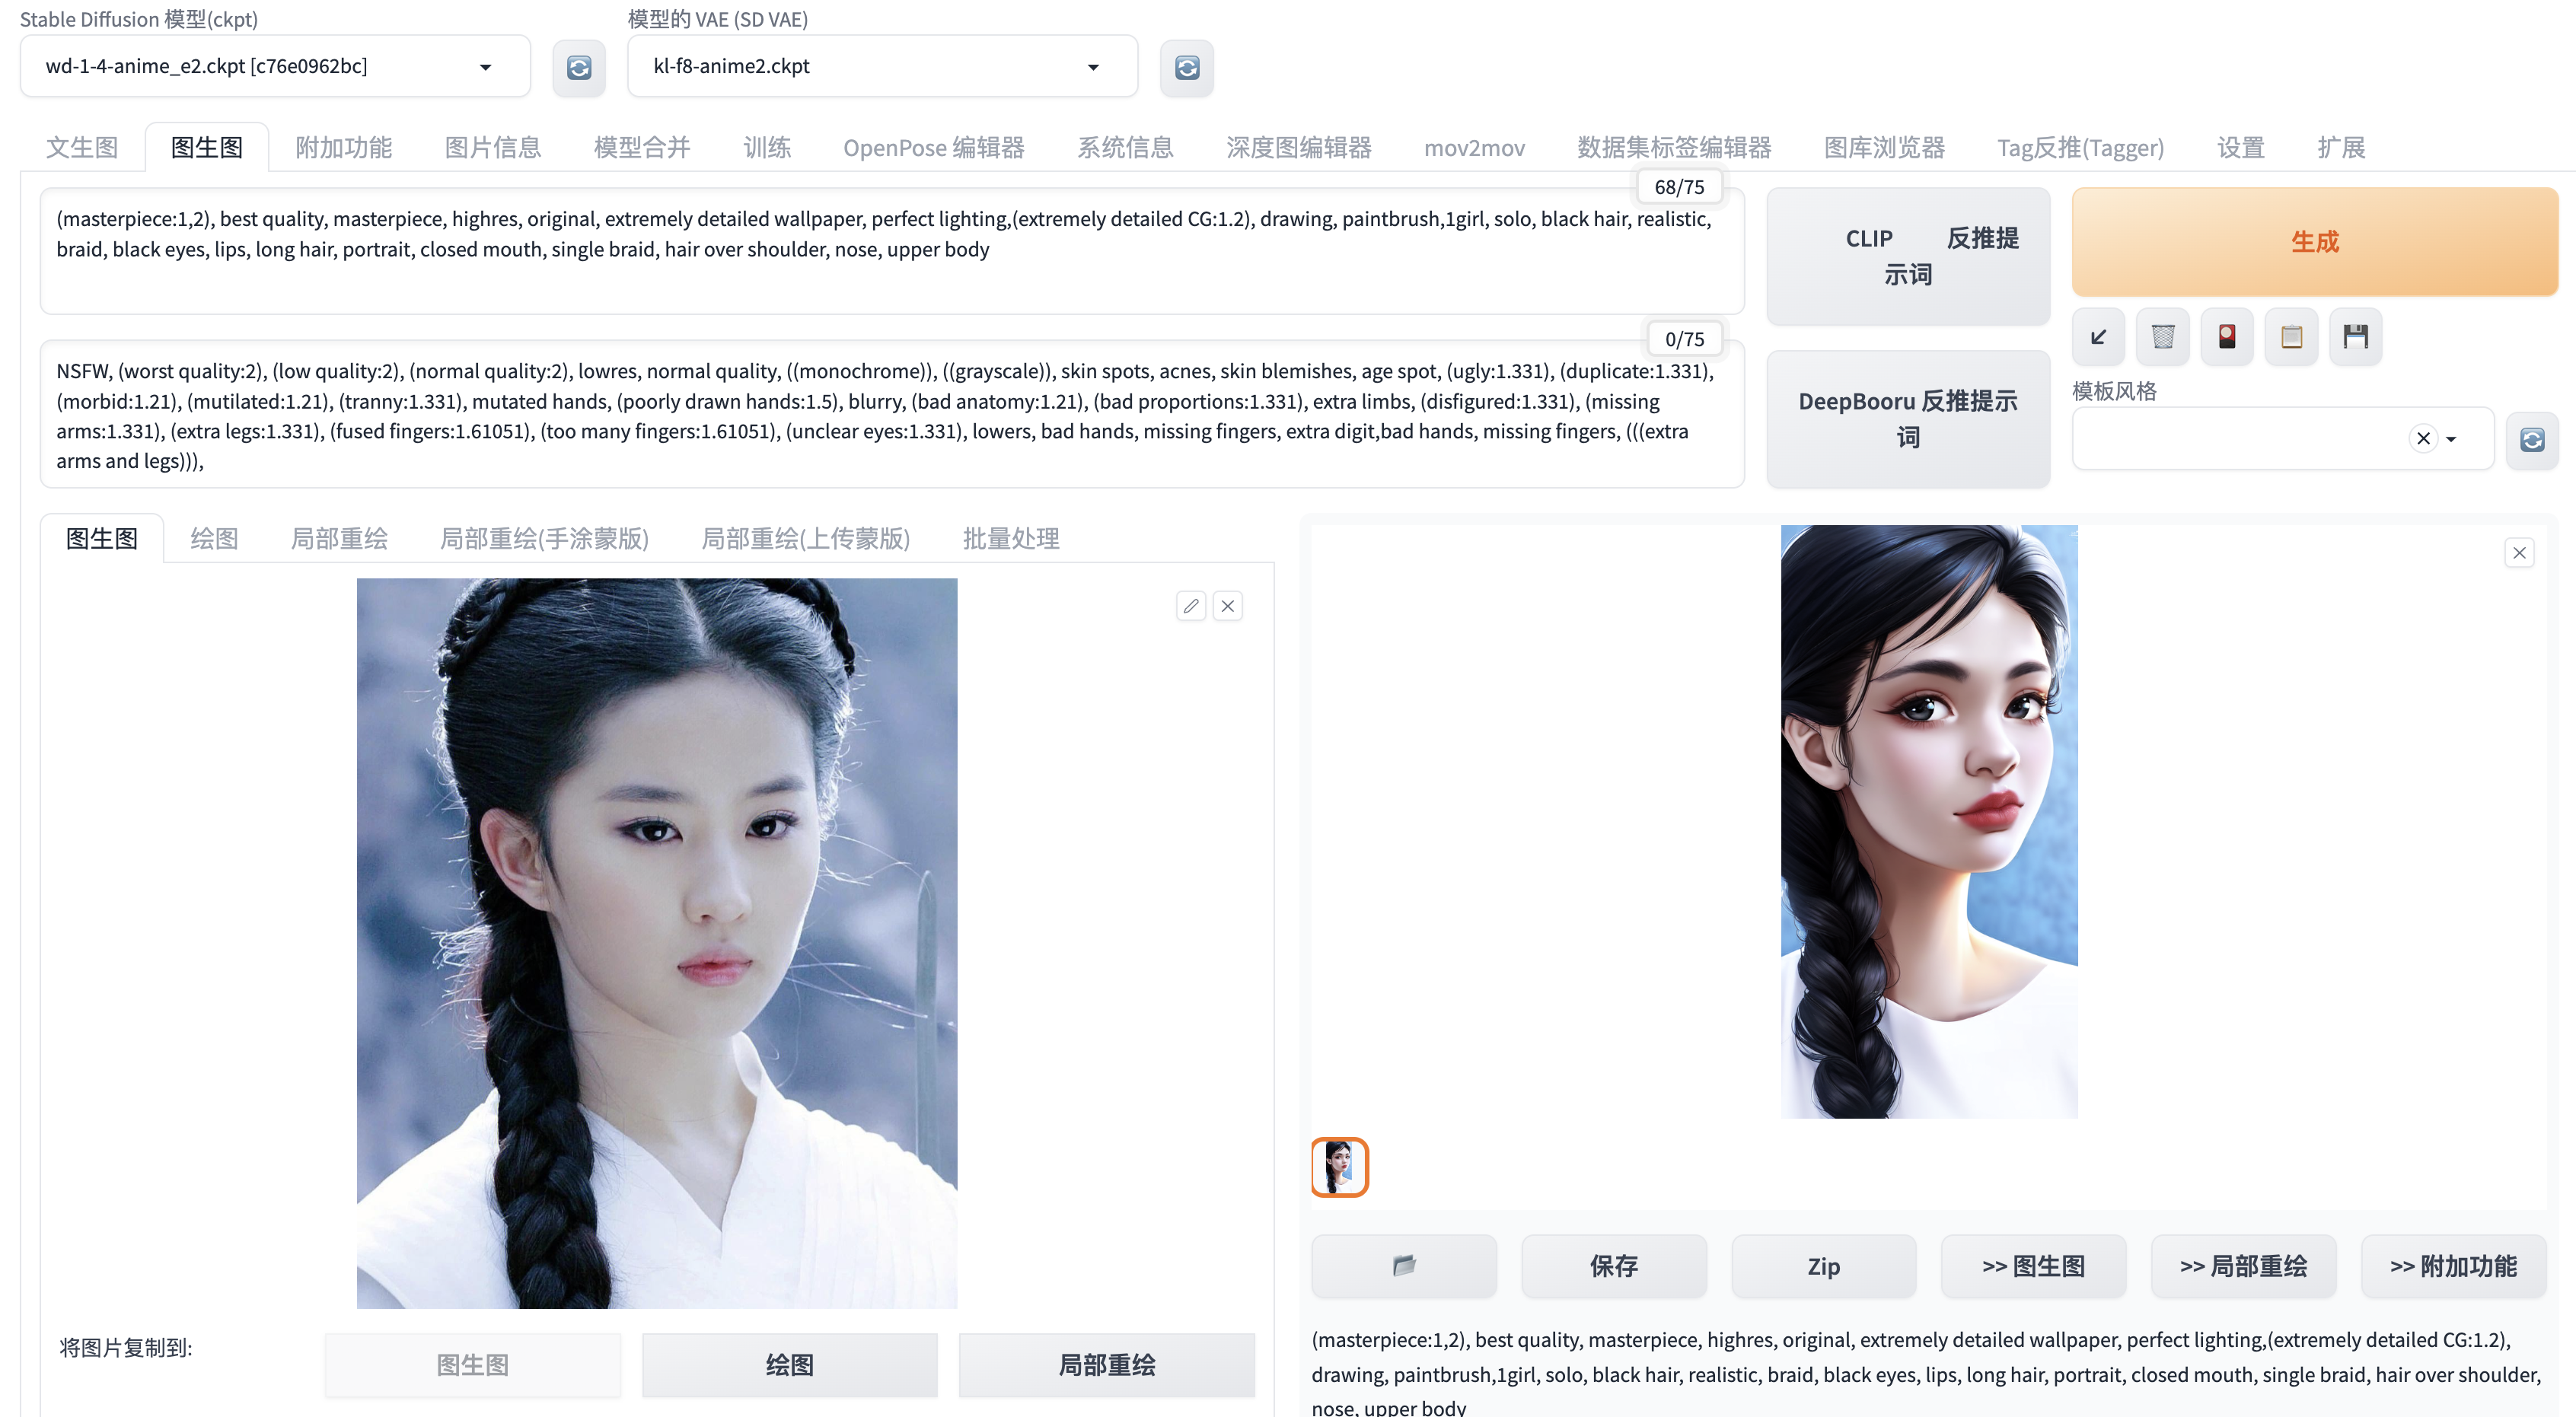 Stable Diffusion 模型(ckpt)
模型的 VAE (SD VAE)
wd-1-4-anime_e2.ckpt [c76e0962bc]
kl-f8-anime2.ckpt
文生图 图生图 附加功能 图片信息 模型合并 训练 OpenPose 编辑器 系统信息 深度图编辑器 mov2mov 数据集标签编辑器 图库浏览器 Tag反推(Tagger) 设置 扩展
68/75
(masterpiece:1,2), best quality, masterpiece, highres, original, extremely detailed wallpaper, perfect lighting,(extremely detailed CG:1.2), drawing, paintbrush,1girl, solo, black hair, realistic,
braid, black eyes, lips, long hair, portrait, closed mouth, single braid, hair over shoulder, nose, upper body
CLIP 反推提
示词
生成
0/75
NSFW, (worst quality:2), (low quality:2), (normal quality:2), lowres, normal quality, ((monochrome)), ((grayscale)), skin spots, acnes, skin blemishes, age spot, (ugly:1.331), (duplicate:1.331),
(morbid:1.21), (mutilated:1.21), (tranny:1.331), mutated hands, (poorly drawn hands:1.5), blurry, (bad anatomy:1.21), (bad proportions:1.331), extra limbs, (disfigured:1.331), (missing
arms:1.331), (extra legs:1.331), (fused fingers:1.61051), (too many fingers:1.61051), (unclear eyes:1.331), lowers, bad hands, missing fingers, extra digit,bad hands, missing fingers, (((extra
arms and legs))),
DeepBooru 反推提示
词
模板风格
图生图 绘图 局部重绘 局部重绘(手涂蒙版) 局部重绘(上传蒙版) 批量处理
将图片复制到:
图生图 绘图 局部重绘
保存 Zip >> 图生图 >> 局部重绘 >> 附加功能
(masterpiece:1,2), best quality, masterpiece, highres, original, extremely detailed wallpaper, perfect lighting,(extremely detailed CG:1.2),
drawing, paintbrush,1girl, solo, black hair, realistic, braid, black eyes, lips, long hair, portrait, closed mouth, single braid, hair over shoulder,
nose, upper body